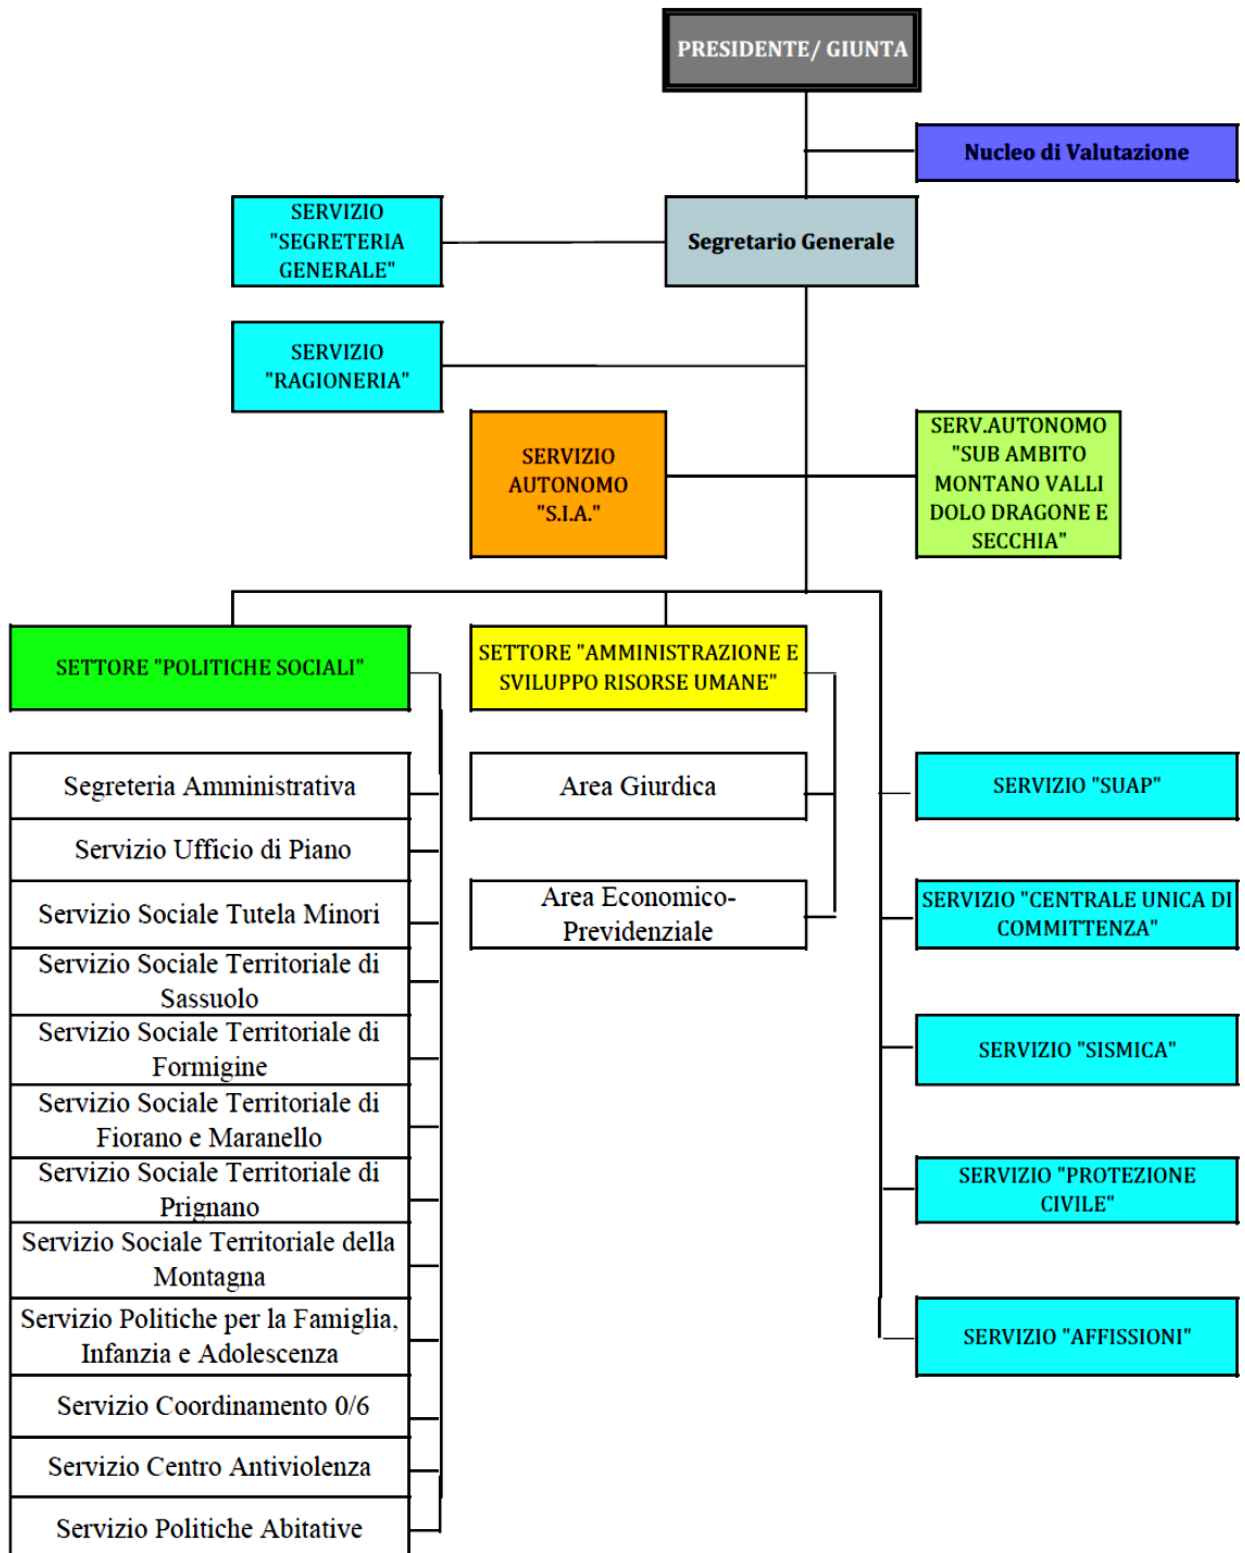 PRESIDENTE/ GIUNTA
Nucleo di Valutazione
SERVIZIO
"SEGRETERIA
GENERALE"
Segretario Generale
SERVIZIO
"RAGIONERIA"
SERVIZIO
AUTONOMO
"S.I.A."
SERV.AUTONOMO
"SUB AMBITO
MONTANO VALLI
DOLO DRAGONE E
SECCHIA"
SETTORE "POLITICHE SOCIALI"
SETTORE "AMMINISTRAZIONE E
SVILUPPO RISORSE UMANE"
Segreteria Amministrativa
Servizio Ufficio di Piano
Servizio Sociale Tutela Minori
Servizio Sociale Territoriale di
Sassuolo
Servizio Sociale Territoriale di
Formigine
Servizio Sociale Territoriale di
Fiorano e Maranello
Servizio Sociale Territoriale di
Prignano
Servizio Sociale Territoriale della
Montagna
Servizio Politiche per la Famiglia,
Infanzia e Adolescenza
Servizio Coordinamento 0/6
Servizio Centro Antiviolenza
Servizio Politiche Abitative
Area Giurdica
Area Economico-
Previdenziale
SERVIZIO "SUAP"
SERVIZIO "CENTRALE UNICA DI
COMMITTENZA"
SERVIZIO "SISMICA"
SERVIZIO "PROTEZIONE
CIVILE"
SERVIZIO "AFFISSIONI"